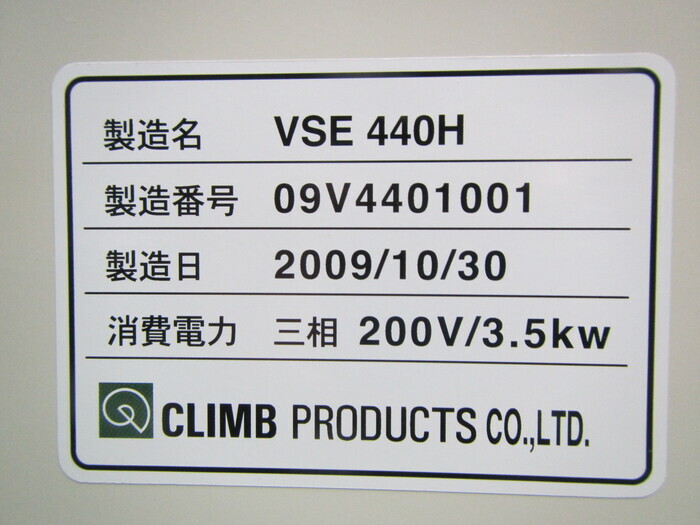 製造名 VSE 440H
製造番号 09V4401001
製造日 2009/10/30
消費電力 三相 200V/3.5kw
CLIMB PRODUCTS CO.,LTD.